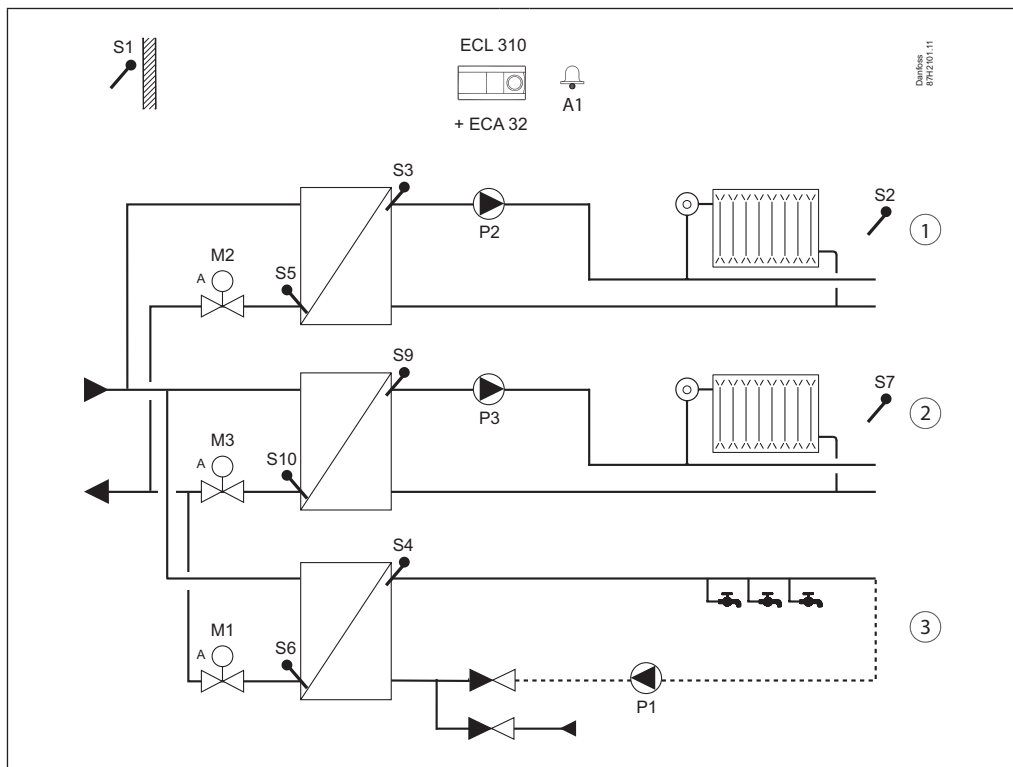 S1
ECL 310
A1
+ ECA 32
Danfoss
87H2101.11
S3
P2
S2
1
M2
A
S5
S9
P3
S7
2
M3
A
S10
S4
M1
A
S6
P1
3